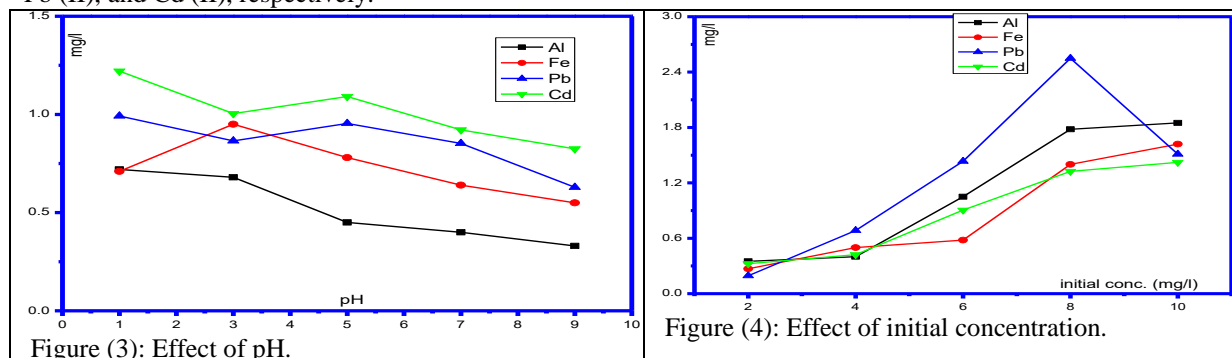 Pb (II), and Cd (II), respectively.
1.5
mg/l
Al
Fe
Pb
Cd
1.0
0.5
pH
0.0
0 1 2 3 4 5 6 7 8 9 10
Figure (3): Effect of pH.
3.0
mg/l
Al
Fe
Pb
Cd
2.4
1.8
1.2
0.6
initial conc. (mg/l)
0.0
2 4 6 8 10
Figure (4): Effect of initial concentration.